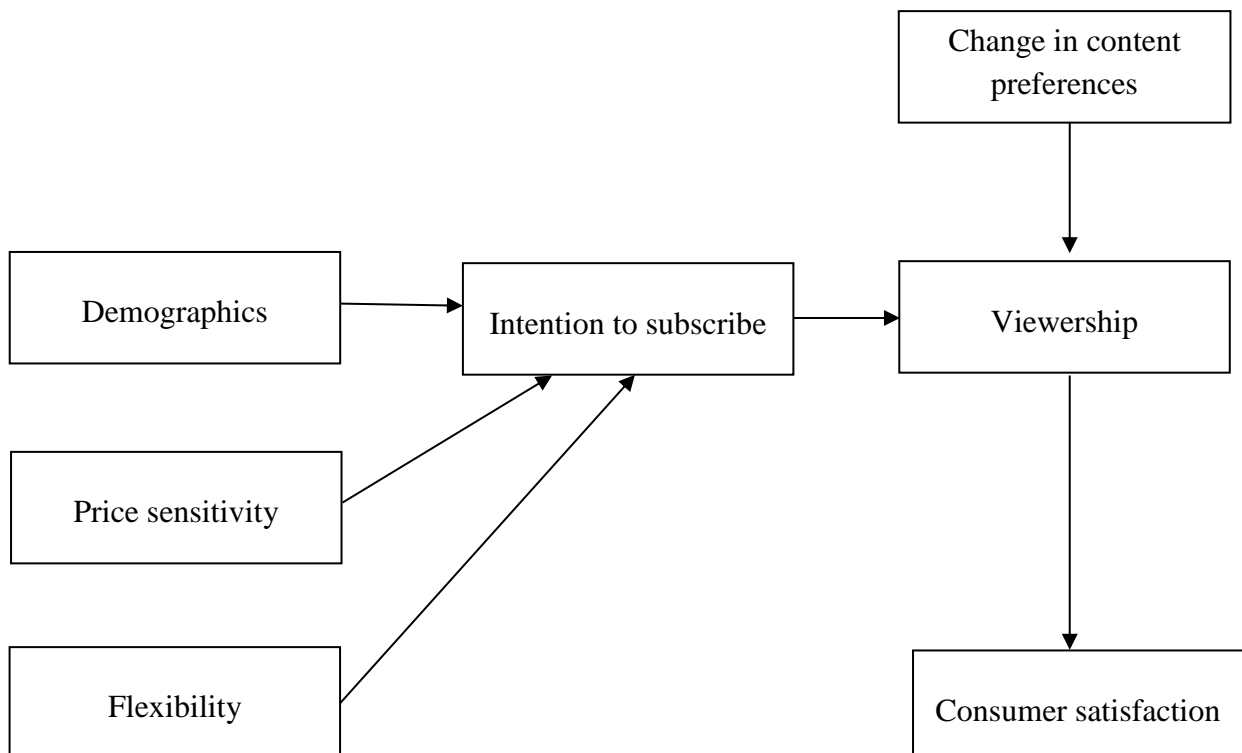 Change in content
preferences
Demographics
Intention to subscribe
Viewership
Price sensitivity
Flexibility
Consumer satisfaction